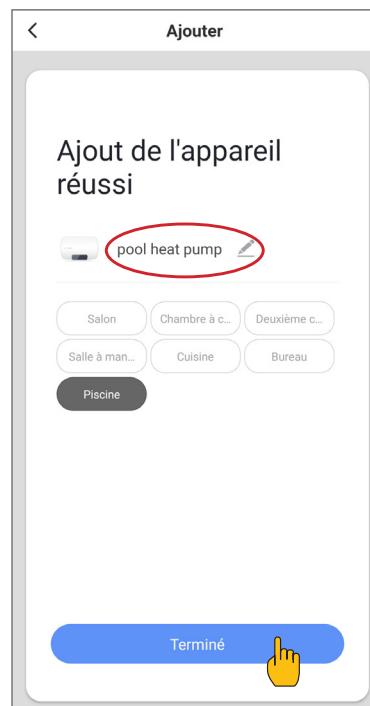 Ajouter
Ajout de l'appareil
réussi
pool heat pump
Salon
Chambre à c...
Deuxième c...
Salle à man...
Cuisine
Bureau
Piscine
Terminé